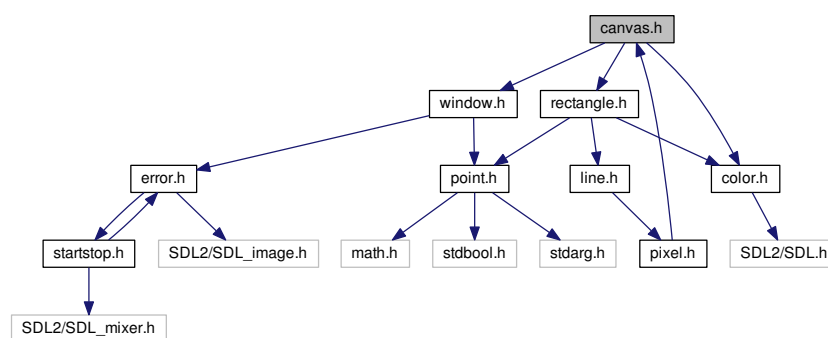 canvas.h
window.h
rectangle.h
error.h
point.h
line.h
color.h
startstop.h
SDL2/SDL_image.h
math.h
stdbool.h
stdarg.h
pixel.h
SDL2/SDL.h
SDL2/SDL_mixer.h